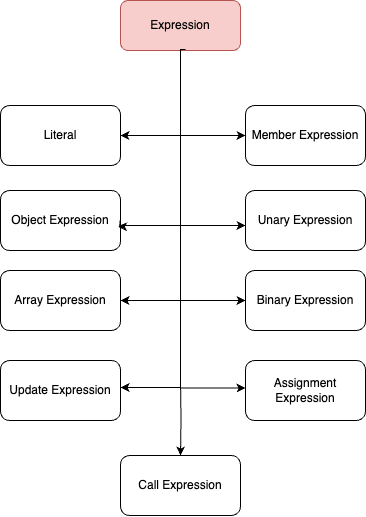 Expression
Literal
Member Expression
Object Expression
Unary Expression
Array Expression
Binary Expression
Update Expression
Assignment
Expression
Call Expression